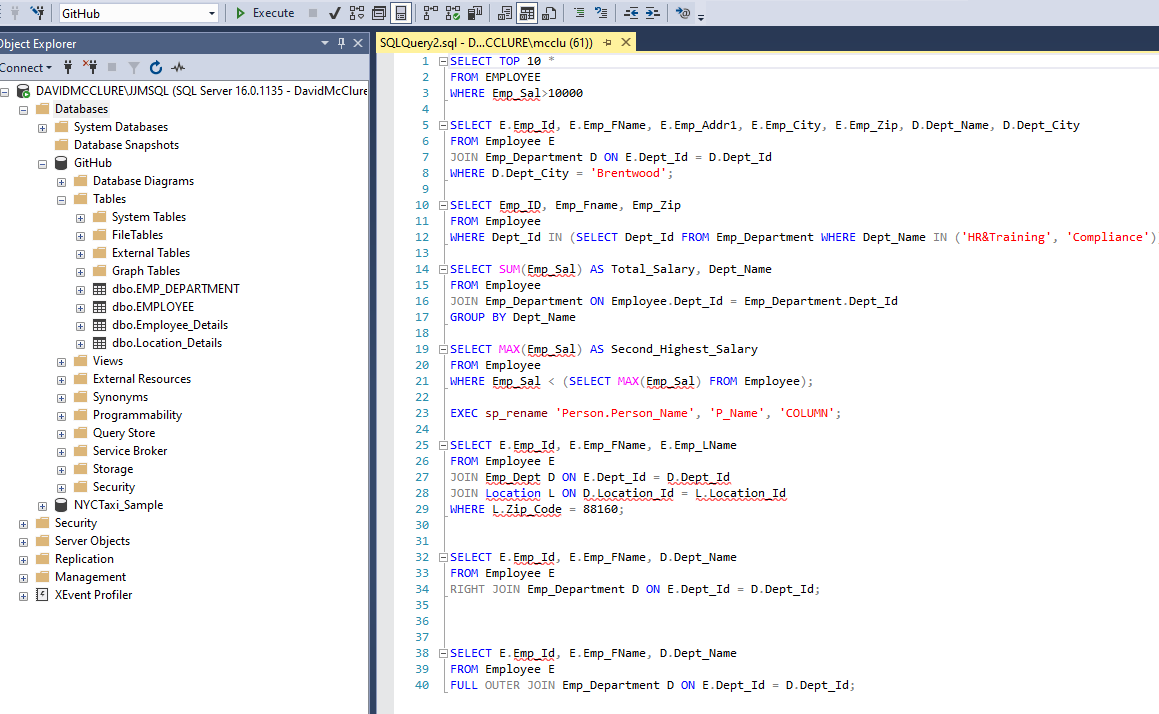 GitHub
Execute
Object Explorer
SQLQuery2.sql - D...CCLURE\mcclu (61))
Connect
DAVIDMCCLURE\JJMSQL (SQL Server 16.0.1135 - DavidMcClure
Databases
System Databases
Database Snapshots
GitHub
Database Diagrams
Tables
System Tables
FileTables
External Tables
Graph Tables
dbo.EMP_DEPARTMENT
dbo.EMPLOYEE
dbo.Employee_Details
dbo.Location_Details
Views
External Resources
Synonyms
Programmability
Query Store
Service Broker
Storage
Security
NYCTaxi_Sample
Security
Server Objects
Replication
Management
XEvent Profiler
1 SELECT TOP 10 *
2 FROM EMPLOYEE
3 WHERE Emp_Sal>10000
4
5 SELECT E.Emp_Id, E.Emp_FName, E.Emp_Addr1, E.Emp_City, E.Emp_Zip, D.Dept_Name, D.Dept_City
6 FROM Employee E
7 JOIN Emp_Department D ON E.Dept_Id = D.Dept_Id
8 WHERE D.Dept_City = 'Brentwood';
9
10 SELECT Emp_ID, Emp_Fname, Emp_Zip
11 FROM Employee
12 WHERE Dept_Id IN (SELECT Dept_Id FROM Emp_Department WHERE Dept_Name IN ('HR&Training', 'Compliance')
13
14 SELECT SUM(Emp_Sal) AS Total_Salary, Dept_Name
15 FROM Employee
16 JOIN Emp_Department ON Employee.Dept_Id = Emp_Department.Dept_Id
17 GROUP BY Dept_Name
18
19 SELECT MAX(Emp_Sal) AS Second_Highest_Salary
20 FROM Employee
21 WHERE Emp_Sal < (SELECT MAX(Emp_Sal) FROM Employee);
22
23 EXEC sp_rename 'Person.Person_Name', 'P_Name', 'COLUMN';
24
25 SELECT E.Emp_Id, E.Emp_FName, E.Emp_LName
26 FROM Employee E
27 JOIN Emp_Dept D ON E.Dept_Id = D.Dept_Id
28 JOIN Location L ON D.Location_Id = L.Location_Id
29 WHERE L.Zip_Code = 88160;
30
31
32 SELECT E.Emp_Id, E.Emp_FName, D.Dept_Name
33 FROM Employee E
34 RIGHT JOIN Emp_Department D ON E.Dept_Id = D.Dept_Id;
35
36
37
38 SELECT E.Emp_Id, E.Emp_FName, D.Dept_Name
39 FROM Employee E
40 FULL OUTER JOIN Emp_Department D ON E.Dept_Id = D.Dept_Id;